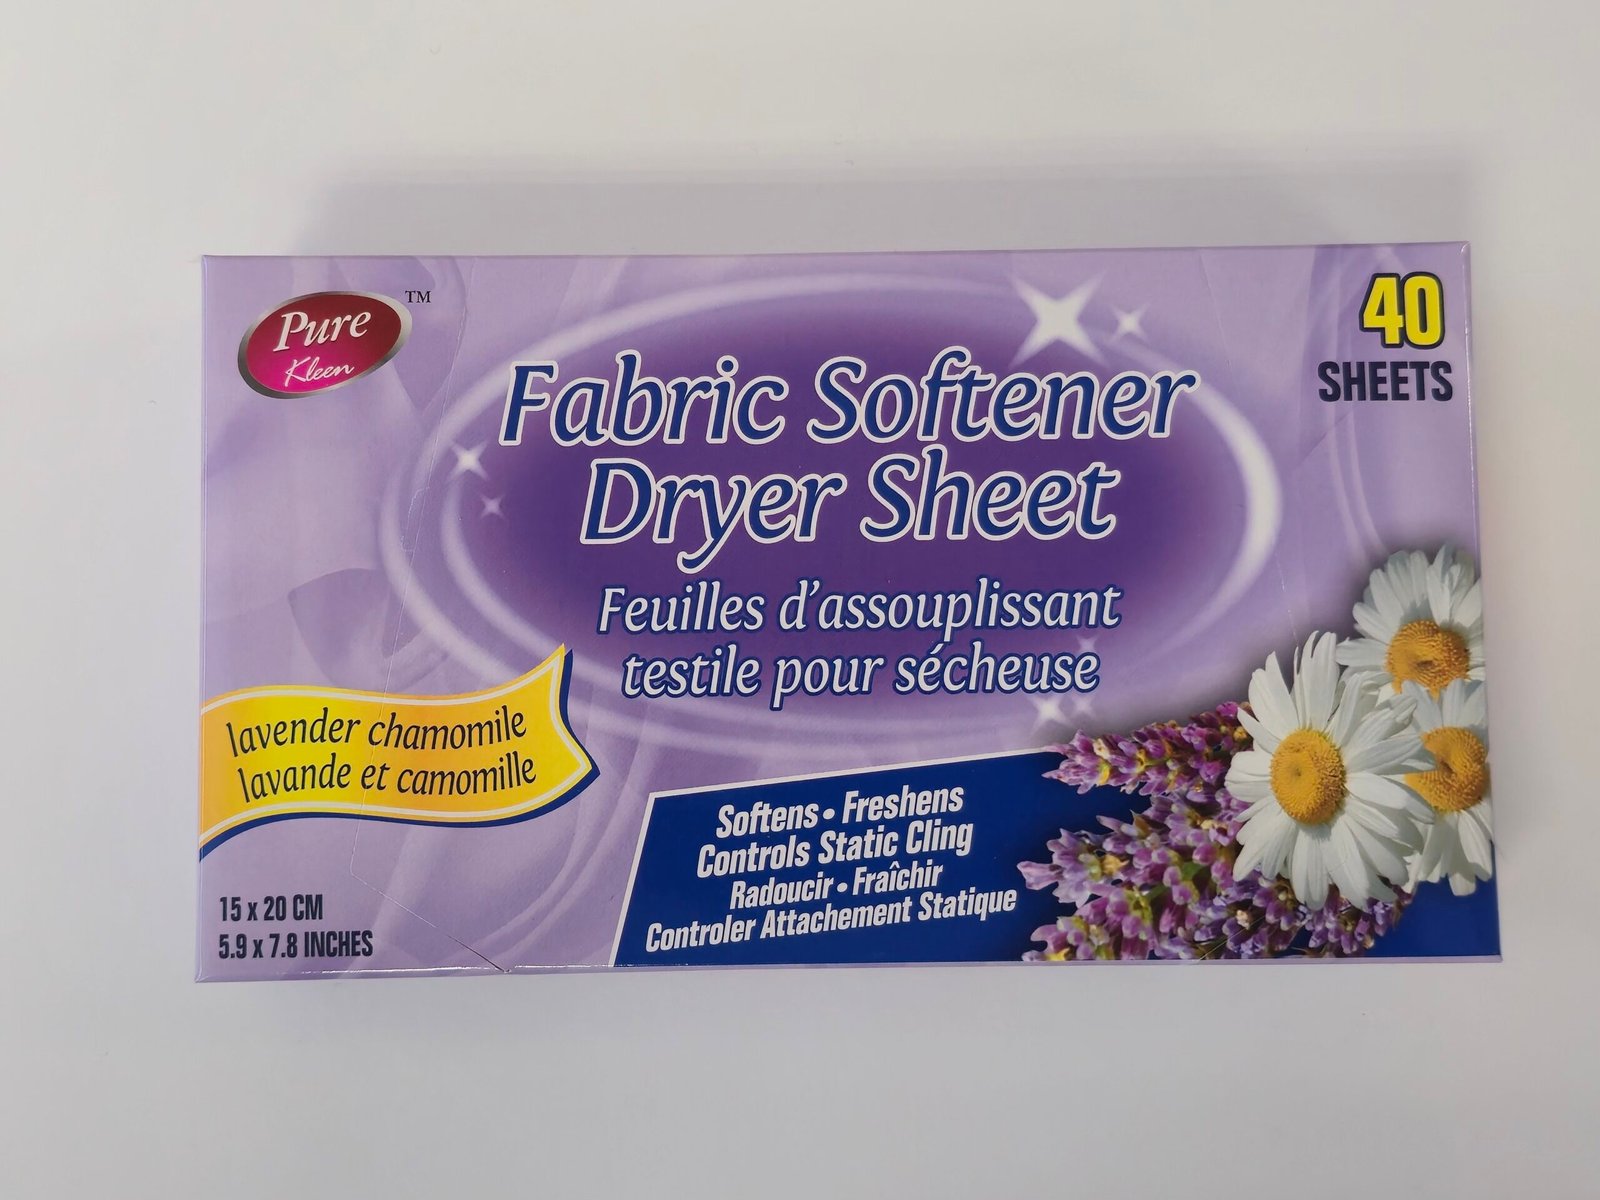 Pure
Kleen
TM
40
SHEETS
Fabric Softener
Dryer Sheet
Feuilles d'assouplissant
testile pour sécheuse
lavender chamomile
lavande et camomille
Softens • Freshens
Controls Static Cling
Radoucir • Fraîchir
Controler Attachement Statique
15 x 20 CM
5.9 x 7.8 INCHES